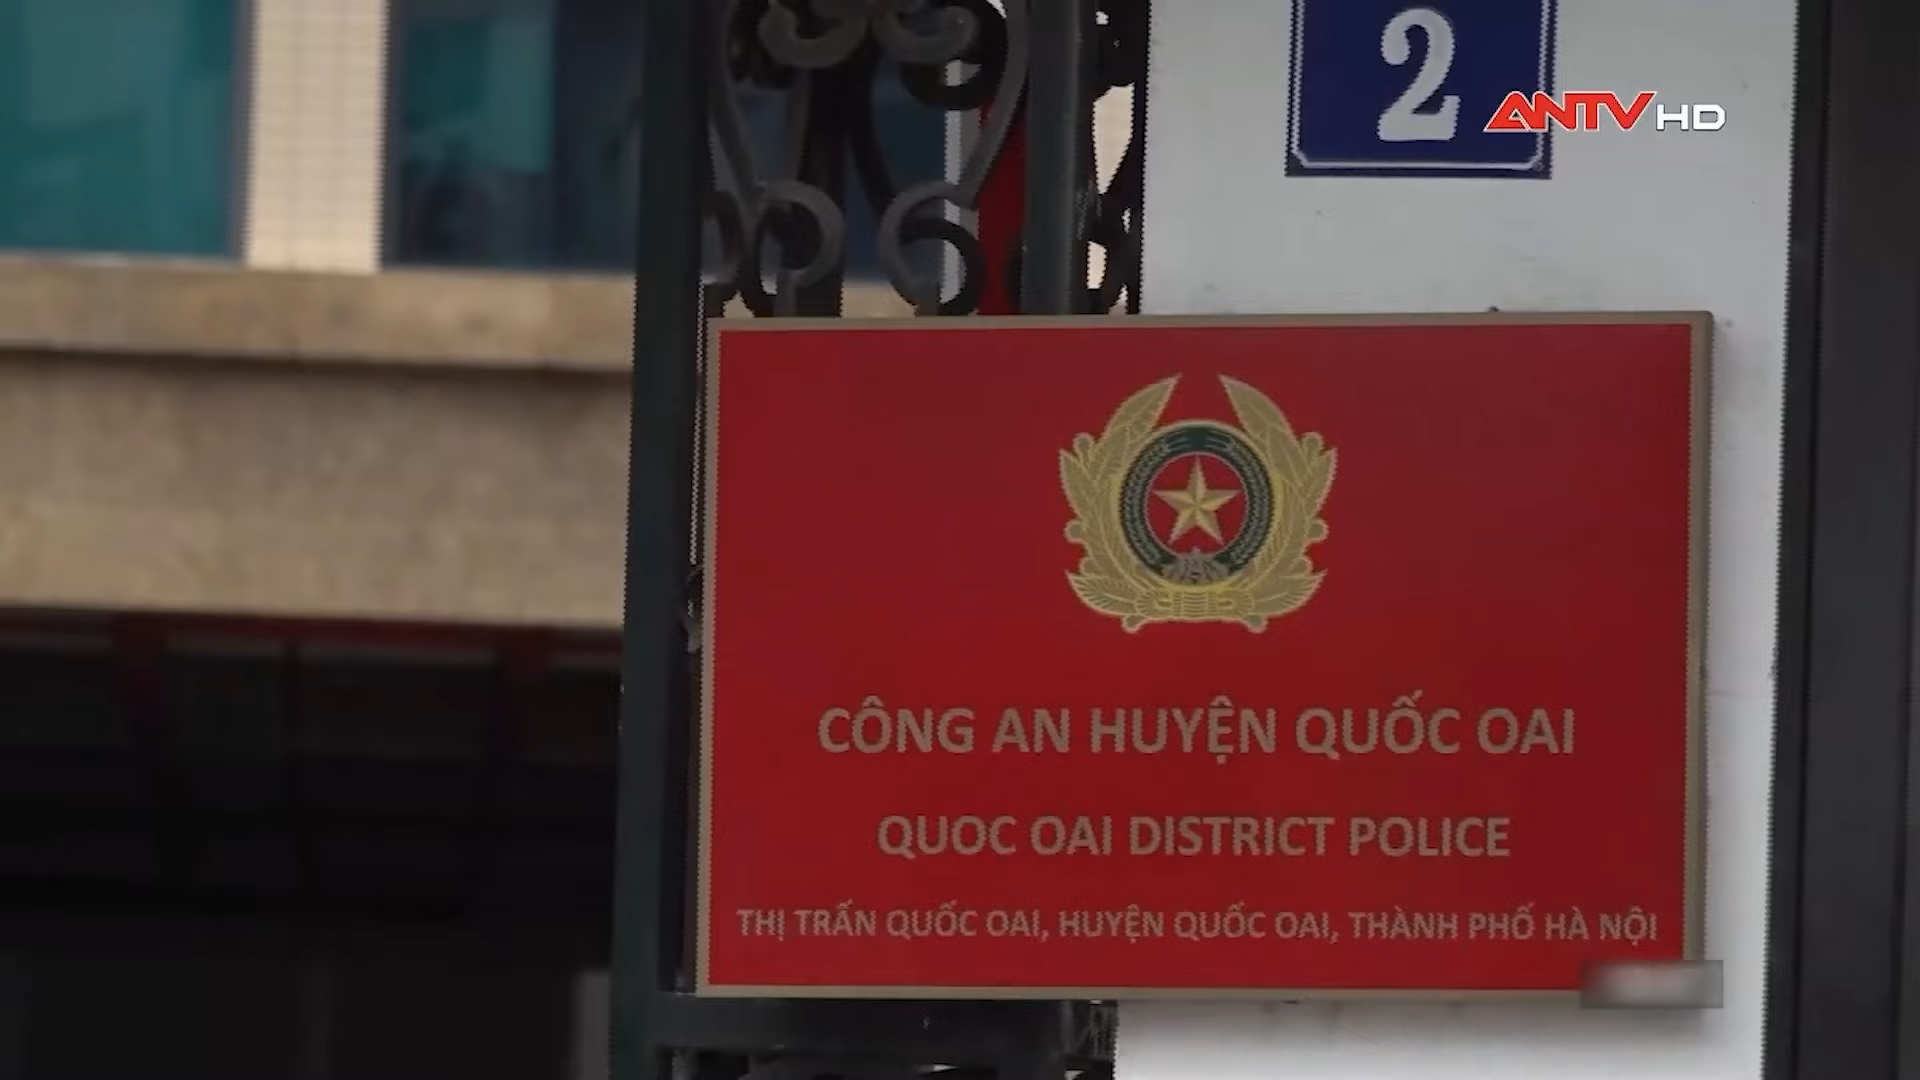 2
ANTV HD
CÔNG AN HUYỆN QUỐC OAI
QUOC OAI DISTRICT POLICE
THỊ TRẤN QUỐC OAI, HUYỆN QUỐC OAI, THÀNH PHỐ HÀ NỘI